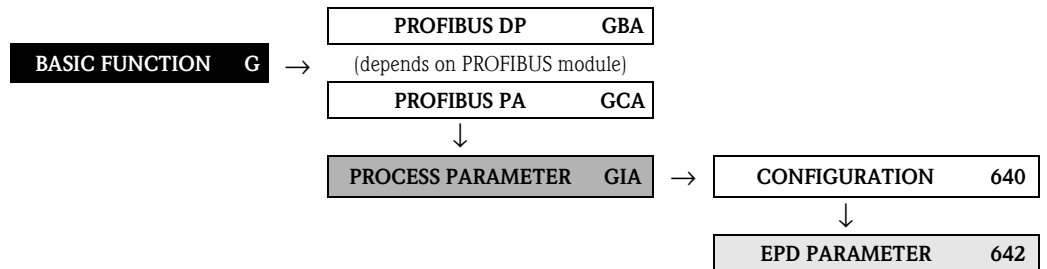 PROFIBUS DP GBA
BASIC FUNCTION G → (depends on PROFIBUS module)
PROFIBUS PA GCA
↓
PROCESS PARAMETER GIA → CONFIGURATION 640
↓
EPD PARAMETER 642